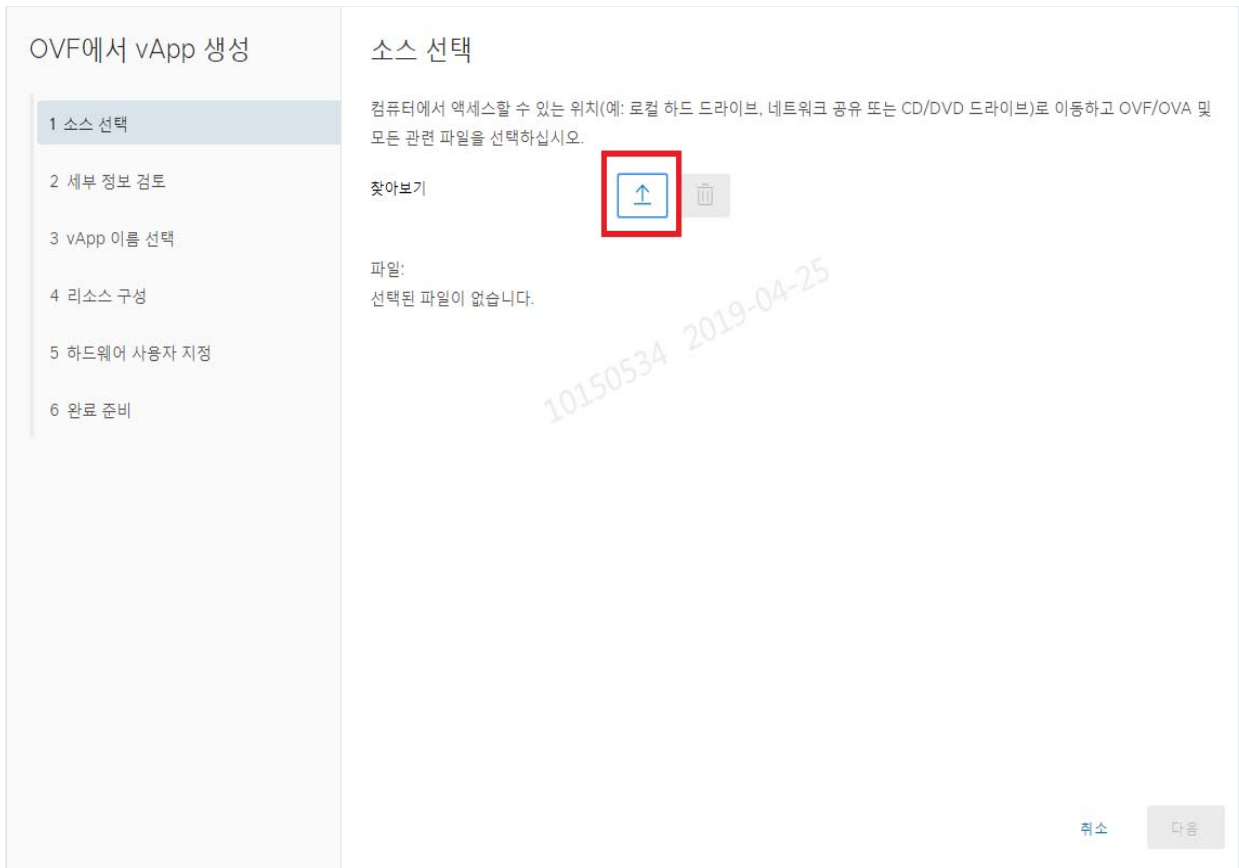 OVF에서 vApp 생성
1 소스 선택
2 세부 정보 검토
3 vApp 이름 선택
4 리소스 구성
5 하드웨어 사용자 지정
6 완료 준비
소스 선택
컴퓨터에서 액세스할 수 있는 위치(예: 로컬 하드 드라이브, 네트워크 공유 또는 CD/DVD 드라이브)로 이동하고 OVF/OVA 및
모든 관련 파일을 선택하십시오.
찾아보기
파일:
선택된 파일이 없습니다.
10150534 2019-04-25
취소
다음